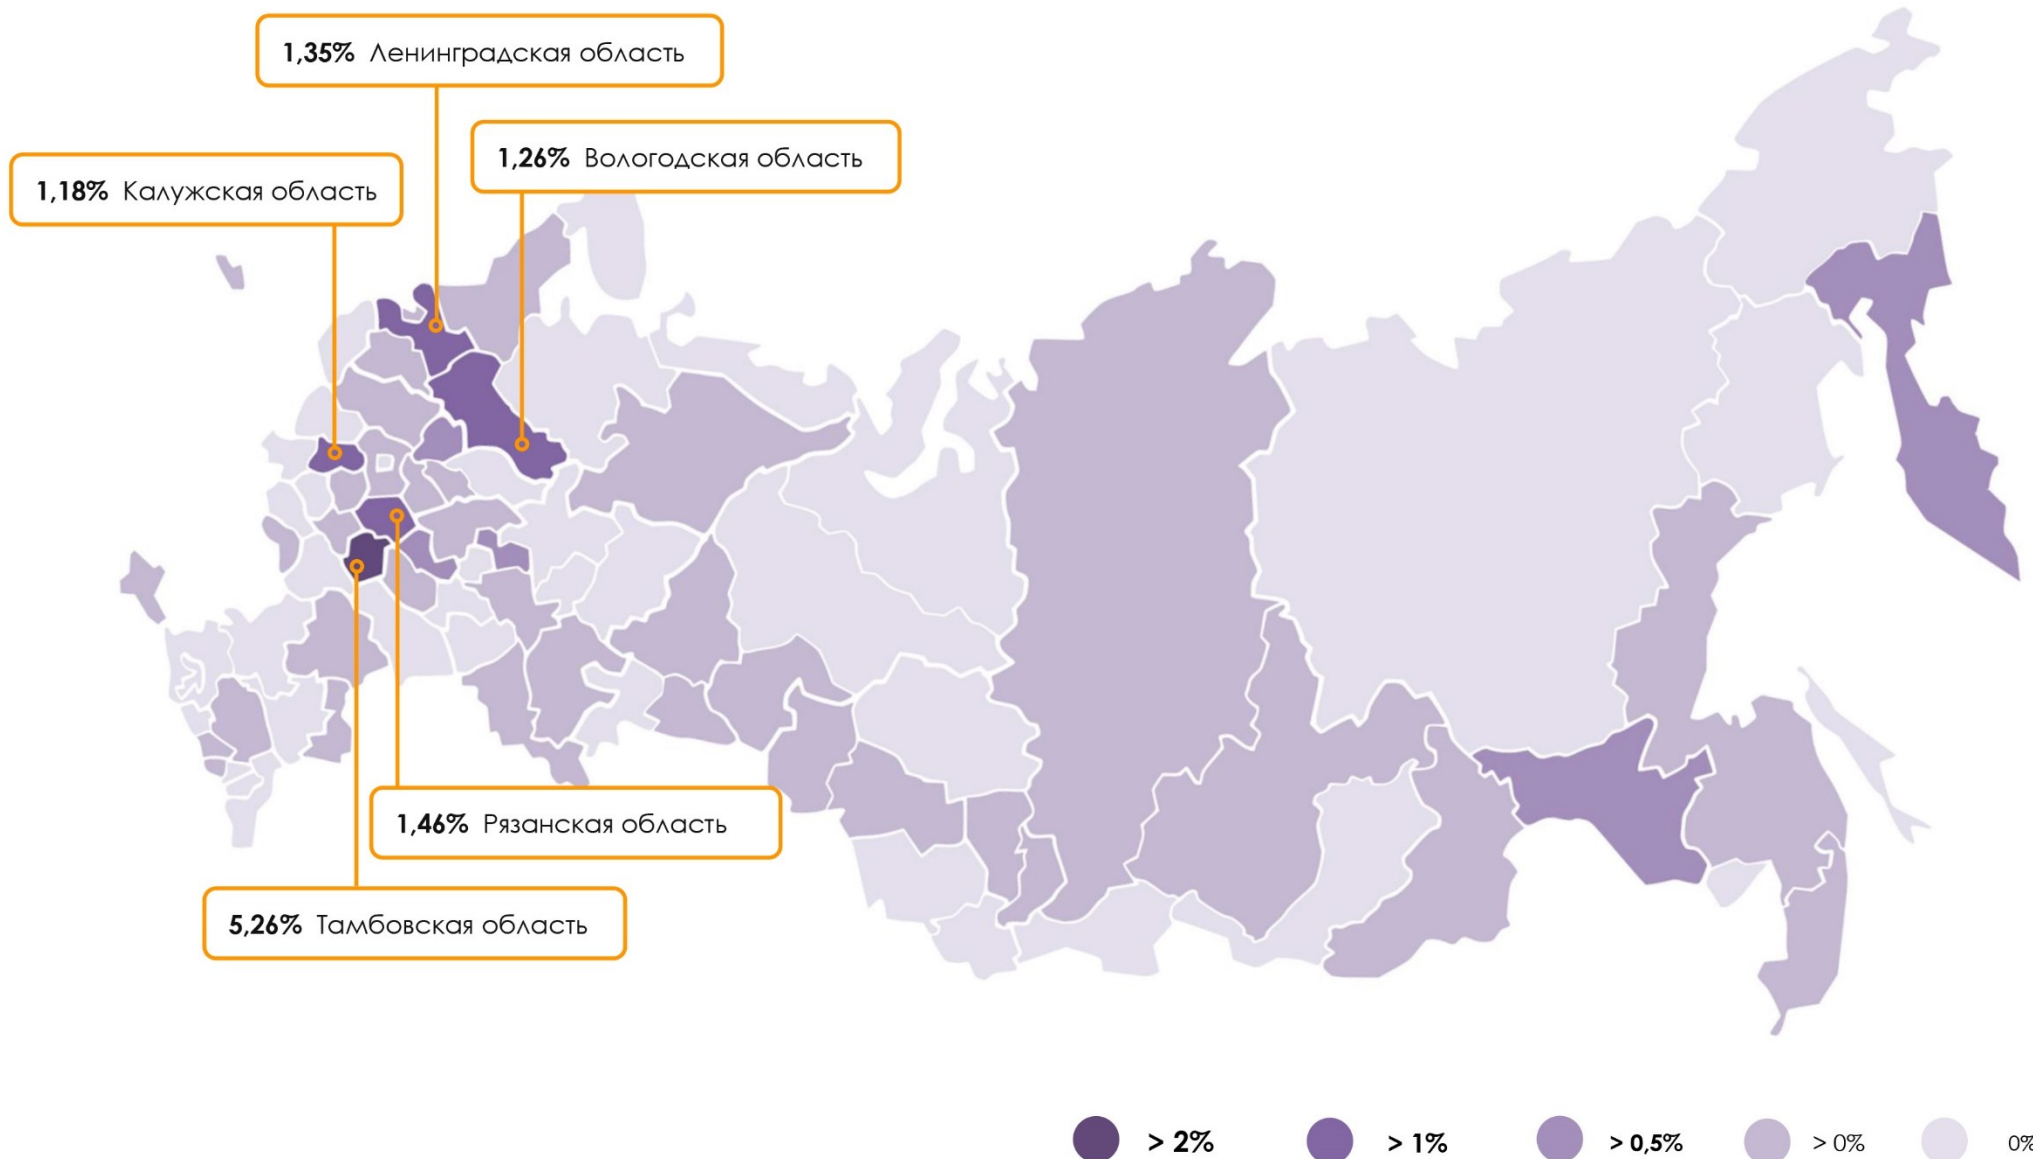 1,35% Ленинградская область
1,26% Вологодская область
1,18% Калужская область
1,46% Рязанская область
5,26% Тамбовская область
> 2% > 1% > 0,5% > 0% 0%